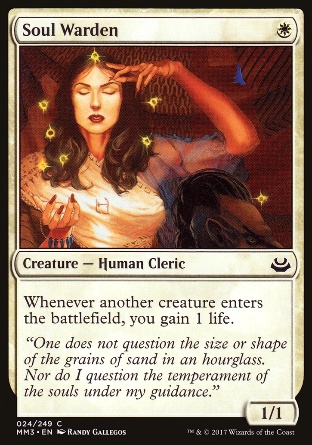 Soul Warden
Creature — Human Cleric
Whenever another creature enters
the battlefield, you gain 1 life.
“One does not question the size or shape
of the grains of sand in an hourglass.
Nor do I question the temperament of
the souls under my guidance.”
1/1
024/249 C
MM3 • EN Randy Gallegos
™ & © 2017 Wizards of the Coast